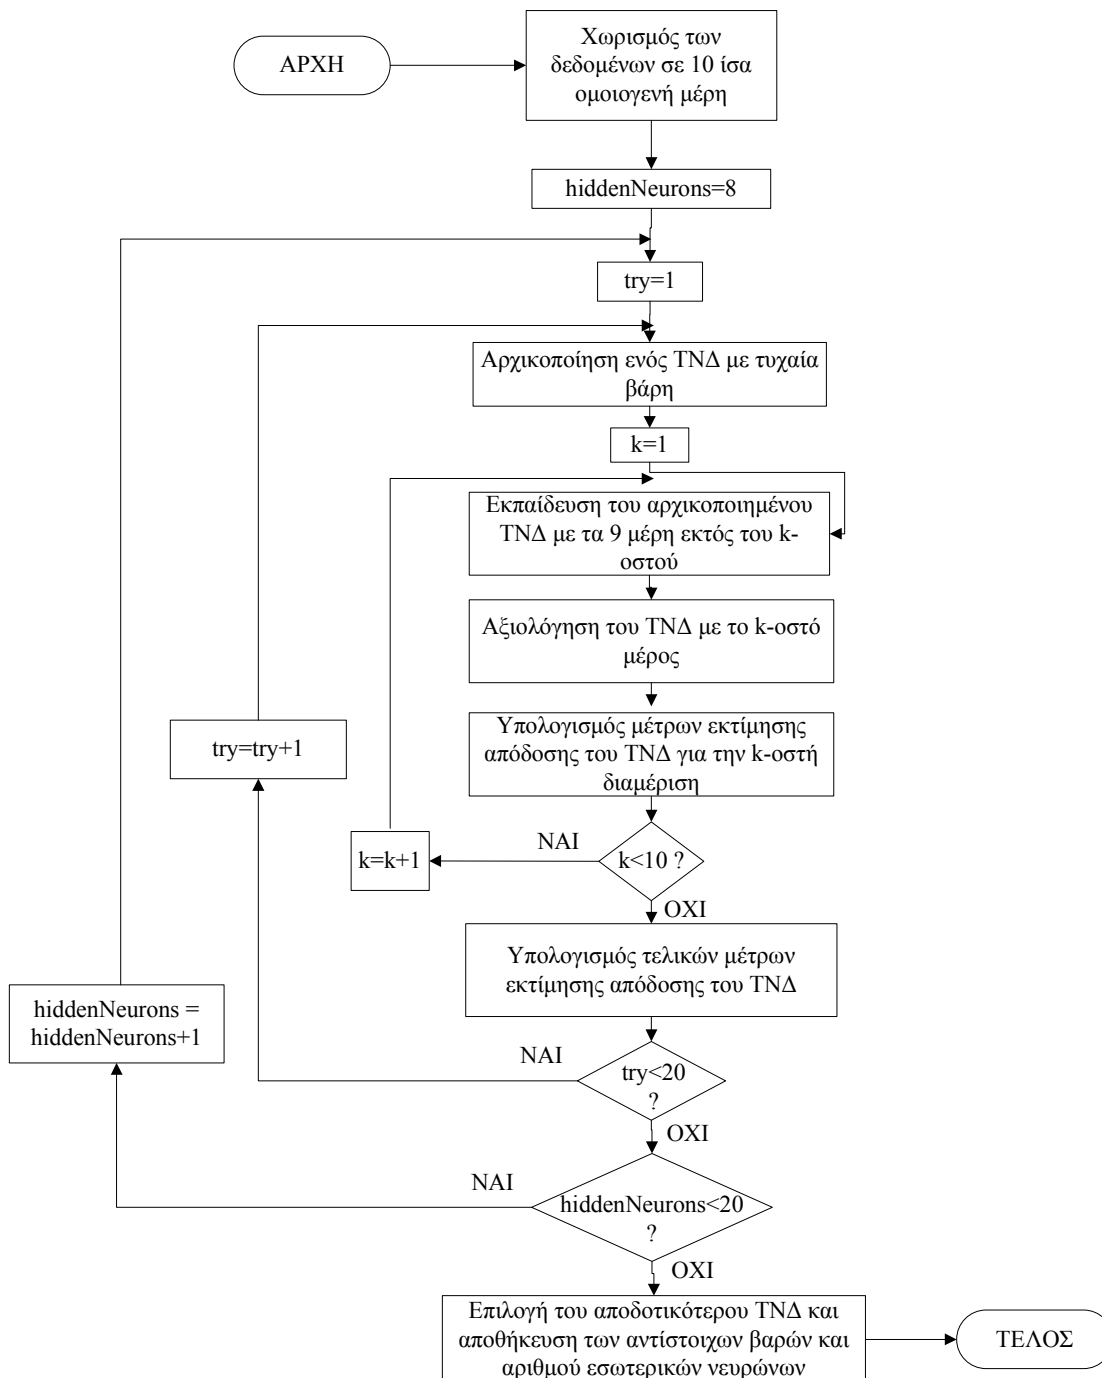 ΑΡΧΗ
Χωρισμός των
δεδομένων σε 10 ίσα
ομοιογενή μέρη
hiddenNeurons=8
try=1
Αρχικοποίηση ενός ΤΝΔ με τυχαία
βάρη
k=1
Εκπαίδευση του αρχικοποιημένου
ΤΝΔ με τα 9 μέρη εκτός του k-
οστού
Αξιολόγηση του ΤΝΔ με το k-οστό
μέρος
Υπολογισμός μέτρων εκτίμησης
απόδοσης του ΤΝΔ για την k-οστή
διαμέριση
try=try+1
ΝΑΙ
k=k+1
k<10 ?
ΟΧΙ
Υπολογισμός τελικών μέτρων
εκτίμησης απόδοσης του ΤΝΔ
hiddenNeurons =
hiddenNeurons+1
ΝΑΙ
try<20
?
ΟΧΙ
ΝΑΙ
hiddenNeurons<20
?
ΟΧΙ
Επιλογή του αποδοτικότερου ΤΝΔ και
αποθήκευση των αντίστοιχων βαρών και
αριθμού εσωτερικών νευρώνων
ΤΕΛΟΣ